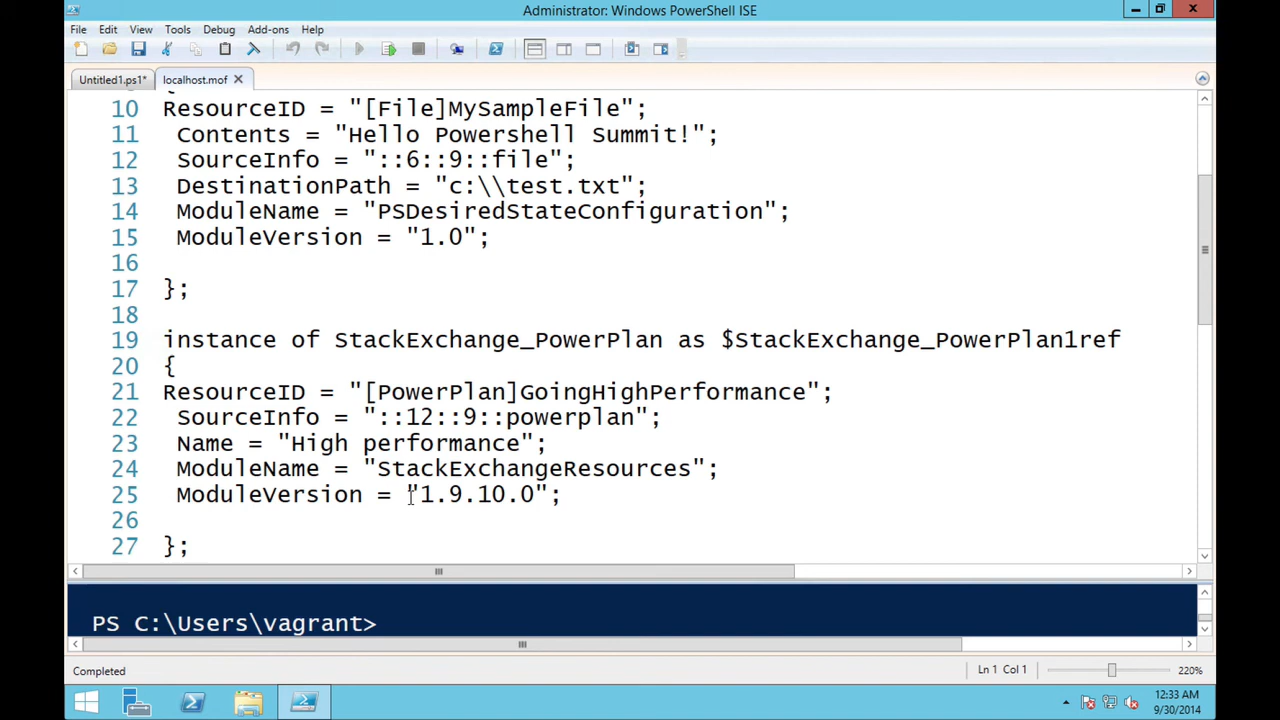 Administrator: Windows PowerShell ISE
File Edit View Tools Debug Add-ons Help
Untitled1.ps1* localhost.mof
10 ResourceID = "[File]MySampleFile";
11 Contents = "Hello Powershell Summit!";
12 SourceInfo = "::6::9::file";
13 DestinationPath = "c:\\test.txt";
14 ModuleName = "PSDesiredStateConfiguration";
15 ModuleVersion = "1.0";
16
17 };
18
19 instance of StackExchange_PowerPlan as $StackExchange_PowerPlan1ref
20 {
21 ResourceID = "[PowerPlan]GoingHighPerformance";
22 SourceInfo = "::12::9::powerplan";
23 Name = "High performance";
24 ModuleName = "StackExchangeResources";
25 ModuleVersion = "1.9.10.0";
26
27 };
PS C:\Users\vagrant>
Completed Ln 1 Col 1 220%
12:33 AM
9/30/2014